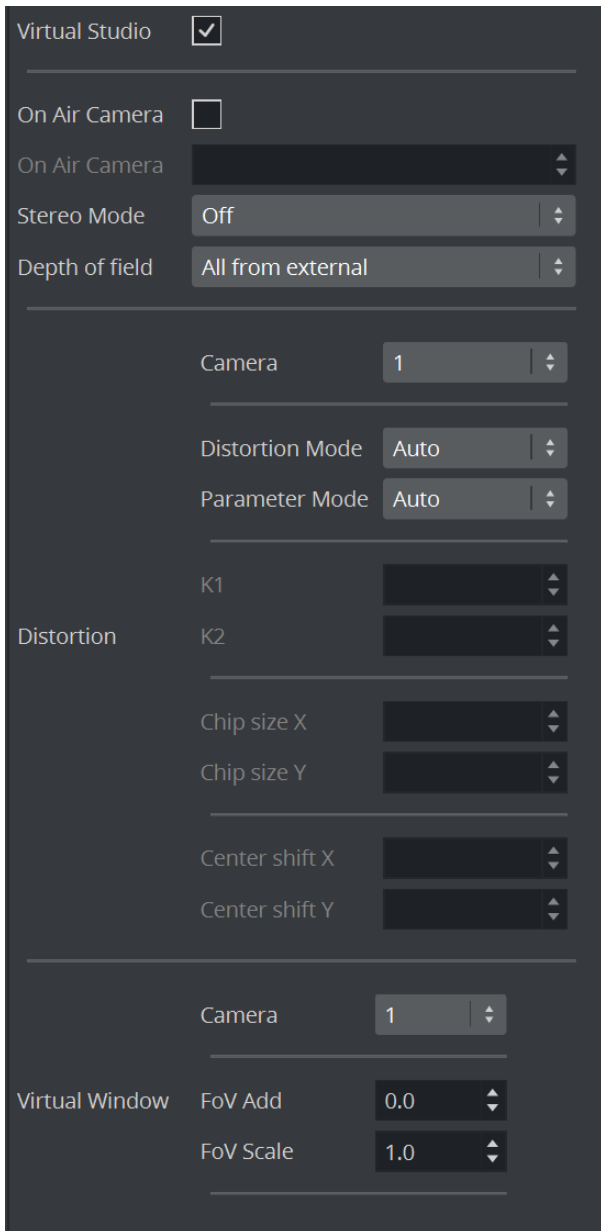 Virtual Studio
On Air Camera
On Air Camera
Stereo Mode Off
Depth of field All from external
Camera 1
Distortion Mode Auto
Parameter Mode Auto
K1
Distortion K2
Chip size X
Chip size Y
Center shift X
Center shift Y
Camera 1
Virtual Window FoV Add 0.0
FoV Scale 1.0